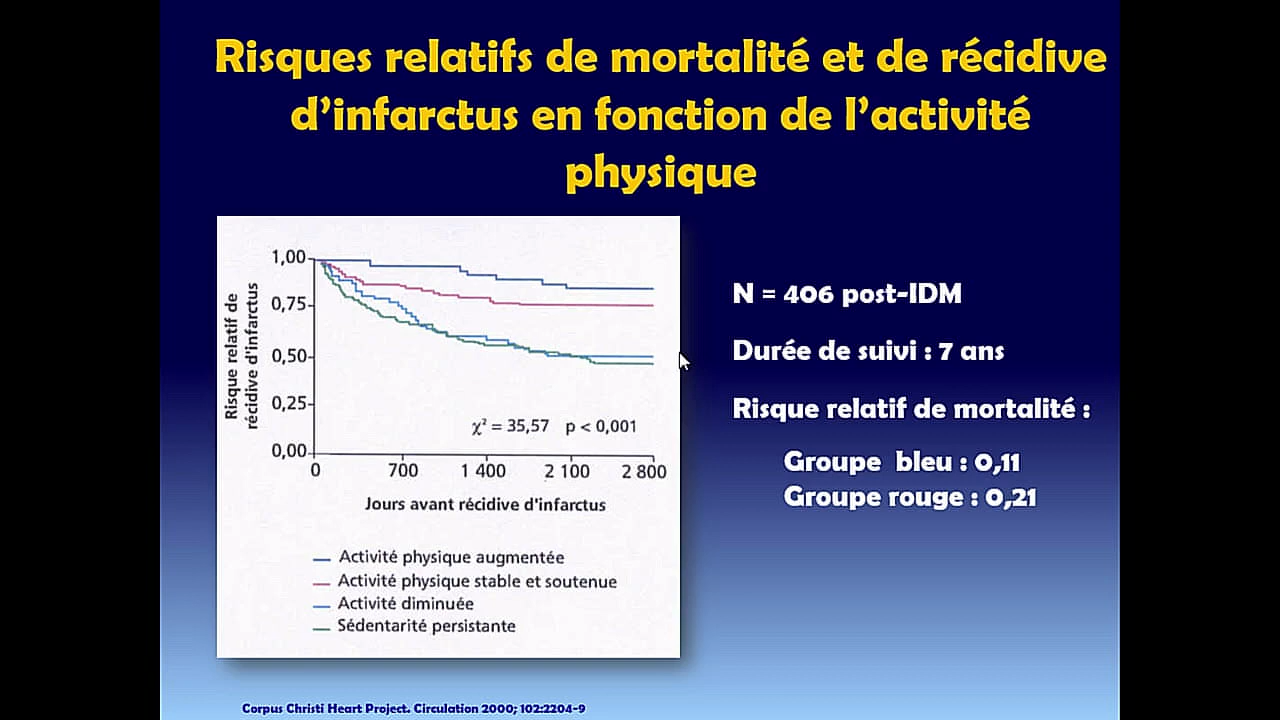 Risques relatifs de mortalité et de récidive
d'infarctus en fonction de l'activité
physique
Risque relatif de
récidive d'infarctus
1,00
0,75
0,50
0,25
0,00
χ² = 35,57 p < 0,001
0 700 1 400 2 100 2 800
Jours avant récidive d'infarctus
Activité physique augmentée
Activité physique stable et soutenue
Activité diminuée
Sédentarité persistante
N = 406 post-IDM
Durée de suivi : 7 ans
Risque relatif de mortalité :
Groupe bleu : 0,11
Groupe rouge : 0,21
Corpus Christi Heart Project. Circulation 2000; 102:2204-9